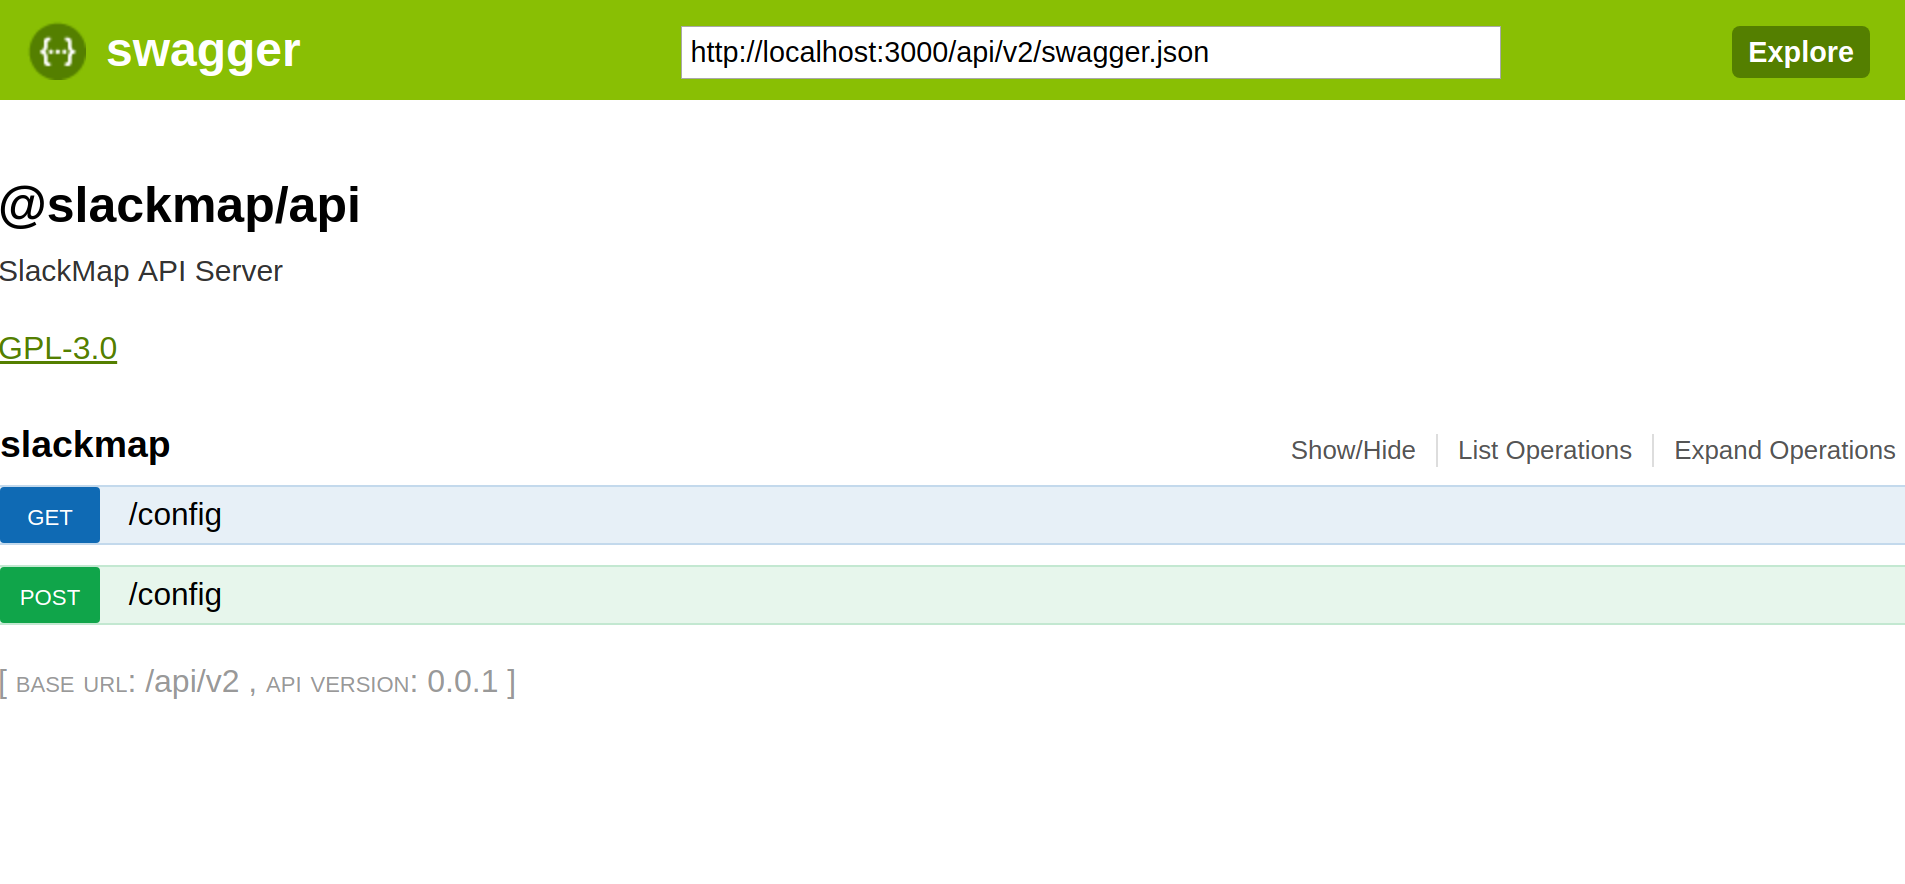 {···} swagger http://localhost:3000/api/v2/swagger.json Explore
@slackmap/api
SlackMap API Server
GPL-3.0
slackmap Show/Hide List Operations Expand Operations
GET /config
POST /config
[ BASE URL: /api/v2 , API VERSION: 0.0.1 ]